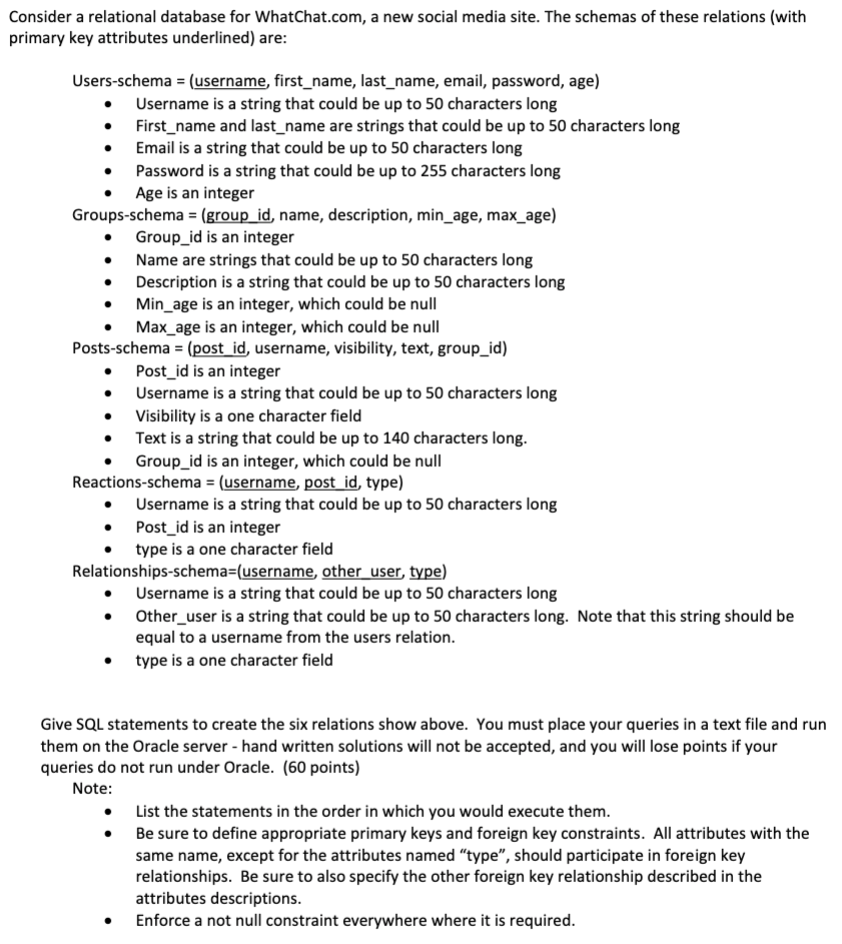 Consider a relational database for WhatChat.com, a new social media site. The schemas of these relations (with
primary key attributes underlined) are:
Users-schema = (username, first_name, last_name, email, password, age)
• Username is a string that could be up to 50 characters long
• First_name and last_name are strings that could be up to 50 characters long
• Email is a string that could be up to 50 characters long
• Password is a string that could be up to 255 characters long
• Age is an integer
Groups-schema = (group_id, name, description, min_age, max_age)
• Group_id is an integer
• Name are strings that could be up to 50 characters long
• Description is a string that could be up to 50 characters long
• Min_age is an integer, which could be null
• Max_age is an integer, which could be null
Posts-schema = (post_id, username, visibility, text, group_id)
• Post_id is an integer
• Username is a string that could be up to 50 characters long
• Visibility is a one character field
• Text is a string that could be up to 140 characters long.
• Group_id is an integer, which could be null
Reactions-schema = (username, post_id, type)
• Username is a string that could be up to 50 characters long
• Post_id is an integer
• type is a one character field
Relationships-schema=(username, other_user, type)
• Username is a string that could be up to 50 characters long
• Other_user is a string that could be up to 50 characters long. Note that this string should be
equal to a username from the users relation.
• type is a one character field
Give SQL statements to create the six relations show above. You must place your queries in a text file and run
them on the Oracle server - hand written solutions will not be accepted, and you will lose points if your
queries do not run under Oracle. (60 points)
Note:
• List the statements in the order in which you would execute them.
• Be sure to define appropriate primary keys and foreign key constraints. All attributes with the
same name, except for the attributes named “type”, should participate in foreign key
relationships. Be sure to also specify the other foreign key relationship described in the
attributes descriptions.
• Enforce a not null constraint everywhere where it is required.